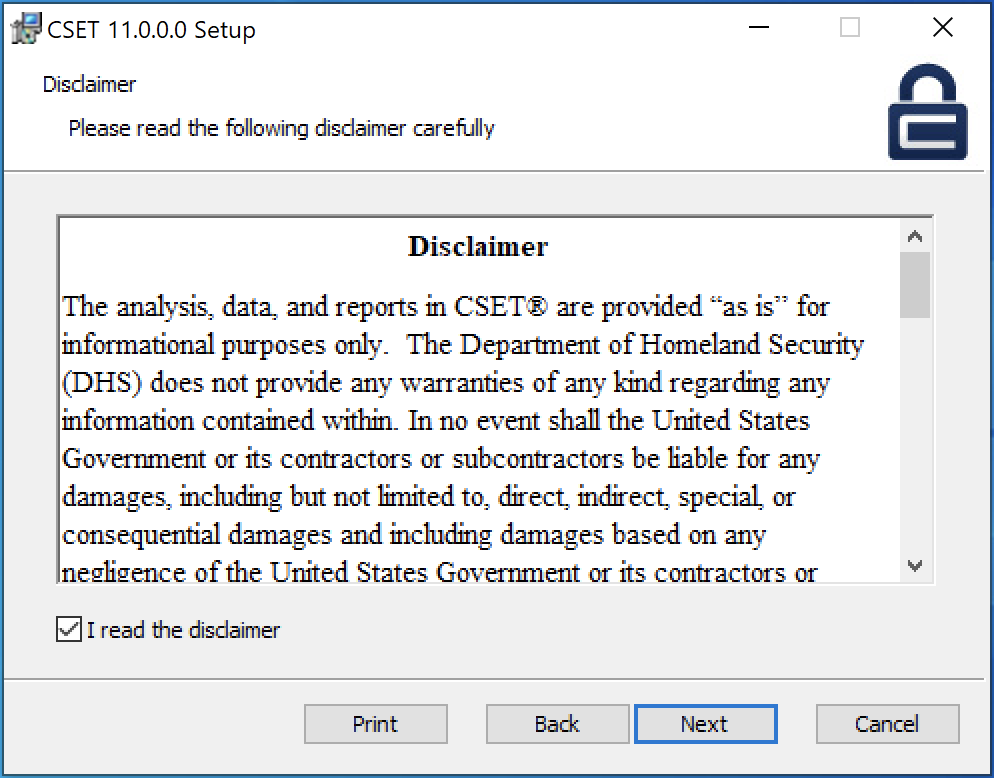 CSET 11.0.0.0 Setup
Disclaimer
Please read the following disclaimer carefully
Disclaimer
The analysis, data, and reports in CSET® are provided “as is” for
informational purposes only.  The Department of Homeland Security
(DHS) does not provide any warranties of any kind regarding any
information contained within. In no event shall the United States
Government or its contractors or subcontractors be liable for any
damages, including but not limited to, direct, indirect, special, or
consequential damages and including damages based on any
negligence of the United States Government or its contractors or
I read the disclaimer
Print
Back
Next
Cancel